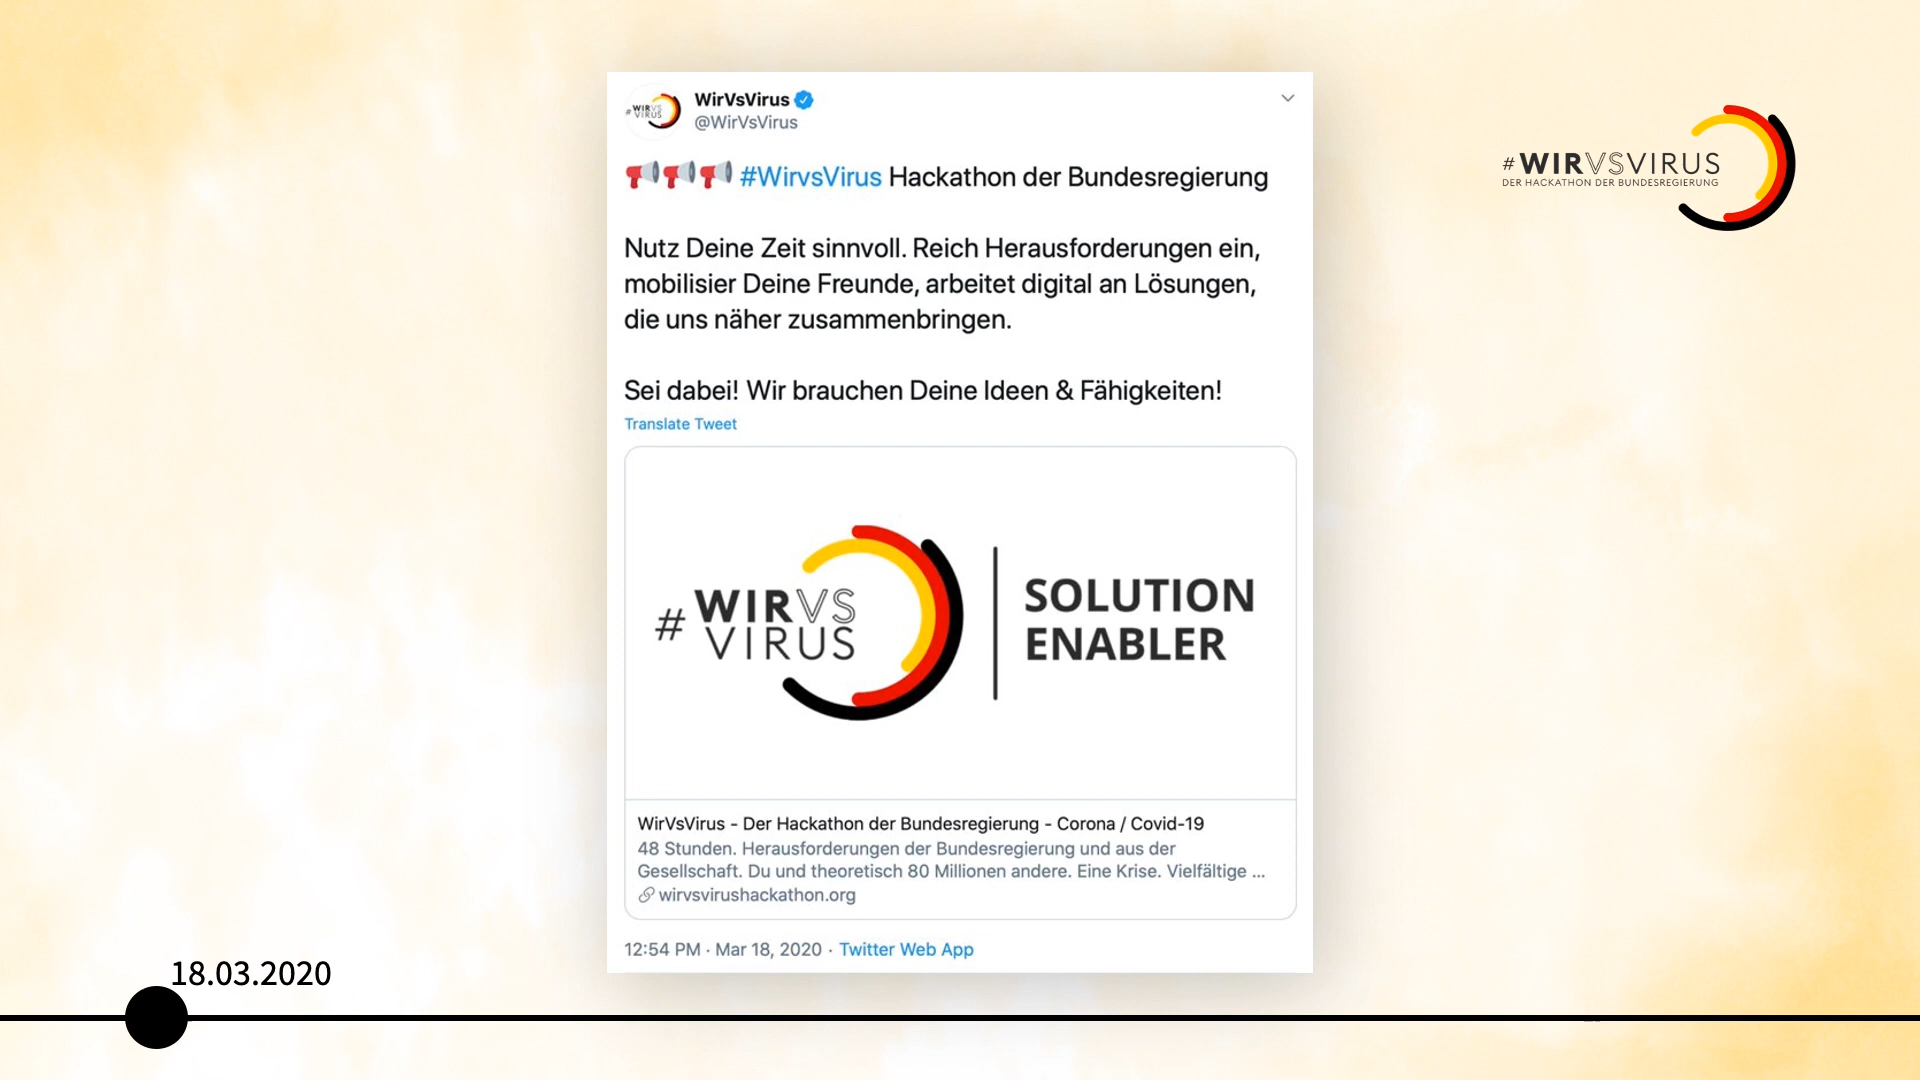 #WIRVS
VIRUS
WirVsVirus
@WirVsVirus
#WirvsVirus Hackathon der Bundesregierung
Nutz Deine Zeit sinnvoll. Reich Herausforderungen ein,
mobilisier Deine Freunde, arbeitet digital an Lösungen,
die uns näher zusammenbringen.
Sei dabei! Wir brauchen Deine Ideen & Fähigkeiten!
Translate Tweet
#WIRVS
VIRUS
SOLUTION
ENABLER
WirVsVirus - Der Hackathon der Bundesregierung - Corona / Covid-19
48 Stunden. Herausforderungen der Bundesregierung und aus der
Gesellschaft. Du und theoretisch 80 Millionen andere. Eine Krise. Vielfältige ...
wirvsvirushackathon.org
12:54 PM · Mar 18, 2020 · Twitter Web App
#WIRVSVIRUS
DER HACKATHON DER BUNDESREGIERUNG
18.03.2020